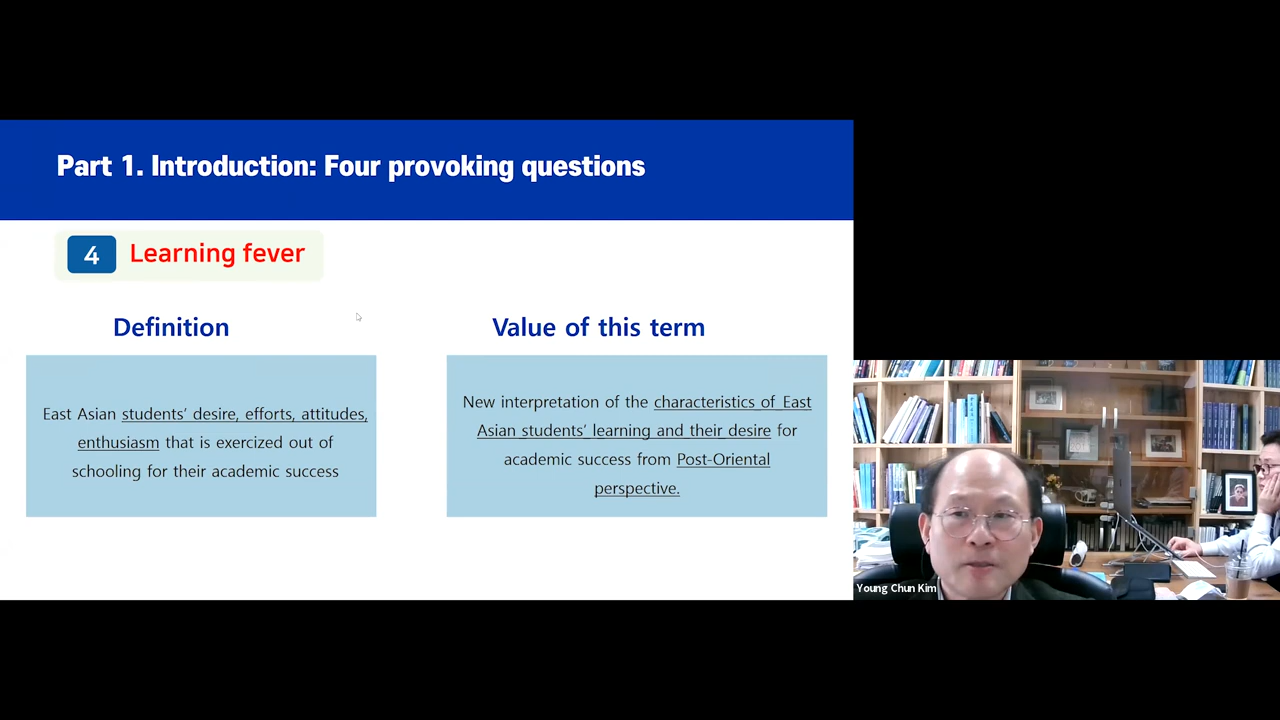 Part 1. Introduction: Four provoking questions
4 Learning fever
Definition
East Asian students' desire, efforts, attitudes,
enthusiasm that is exercized out of
schooling for their academic success
Value of this term
New interpretation of the characteristics of East
Asian students' learning and their desire for
academic success from Post-Oriental
perspective.
Young Chun Kim